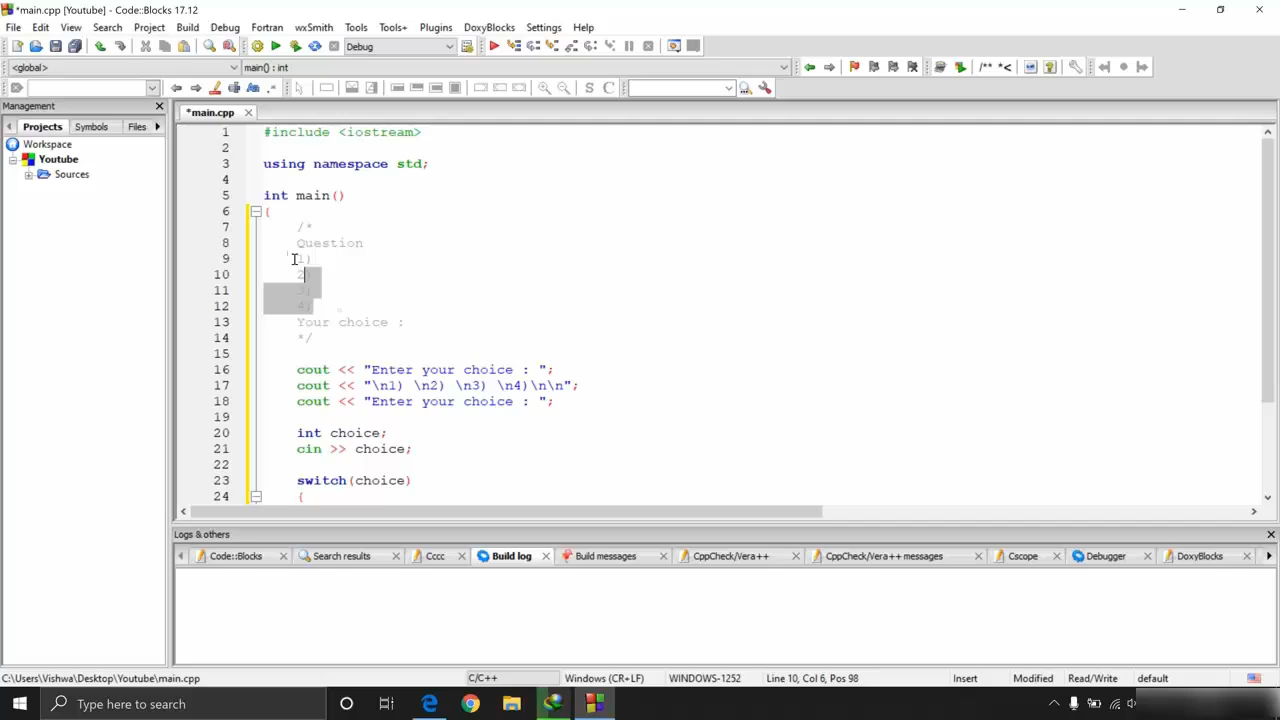 *main.cpp [Youtube] - Code::Blocks 17.12
File Edit View Search Project Build Debug Fortran wxSmith Tools Tools+ Plugins DoxyBlocks Settings Help
Debug
<global> main() : int
/** *<
S C
Management
*main.cpp
Projects Symbols Files
Workspace
Youtube
Sources
1 #include <iostream>
2
3 using namespace std;
4
5 int main()
6 {
7 /*
8 Question
9 1)
10 2)
11 3)
12 4)
13 Your choice :
14 */
15
16 cout << "Enter your choice : ";
17 cout << "\n1) \n2) \n3) \n4)\n\n";
18 cout << "Enter your choice : ";
19
20 int choice;
21 cin >> choice;
22
23 switch(choice)
24 {
Logs & others
Code::Blocks Search results Cccc Build log Build messages CppCheck/Vera++ CppCheck/Vera++ messages Cscope Debugger DoxyBlocks
C:\Users\Vishwa\Desktop\Youtube\main.cpp C/C++ Windows (CR+LF) WINDOWS-1252 Line 10, Col 6, Pos 98 Insert Modified Read/Write default
Type here to search